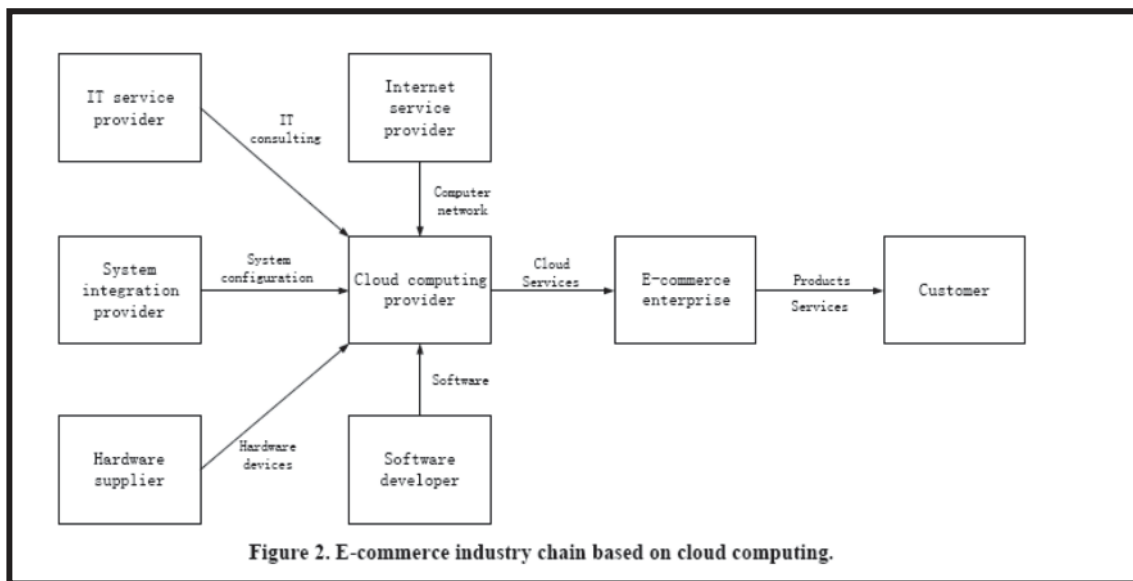 IT service
provider
Internet
service
provider
IT
consulting
Computer
network
System
integration
provider
System
configuration
Cloud computing
provider
Cloud
Services
E-commerce
enterprise
Products
Services
Customer
Hardware
supplier
Hardware
devices
Software
Software
developer
Figure 2. E-commerce industry chain based on cloud computing.